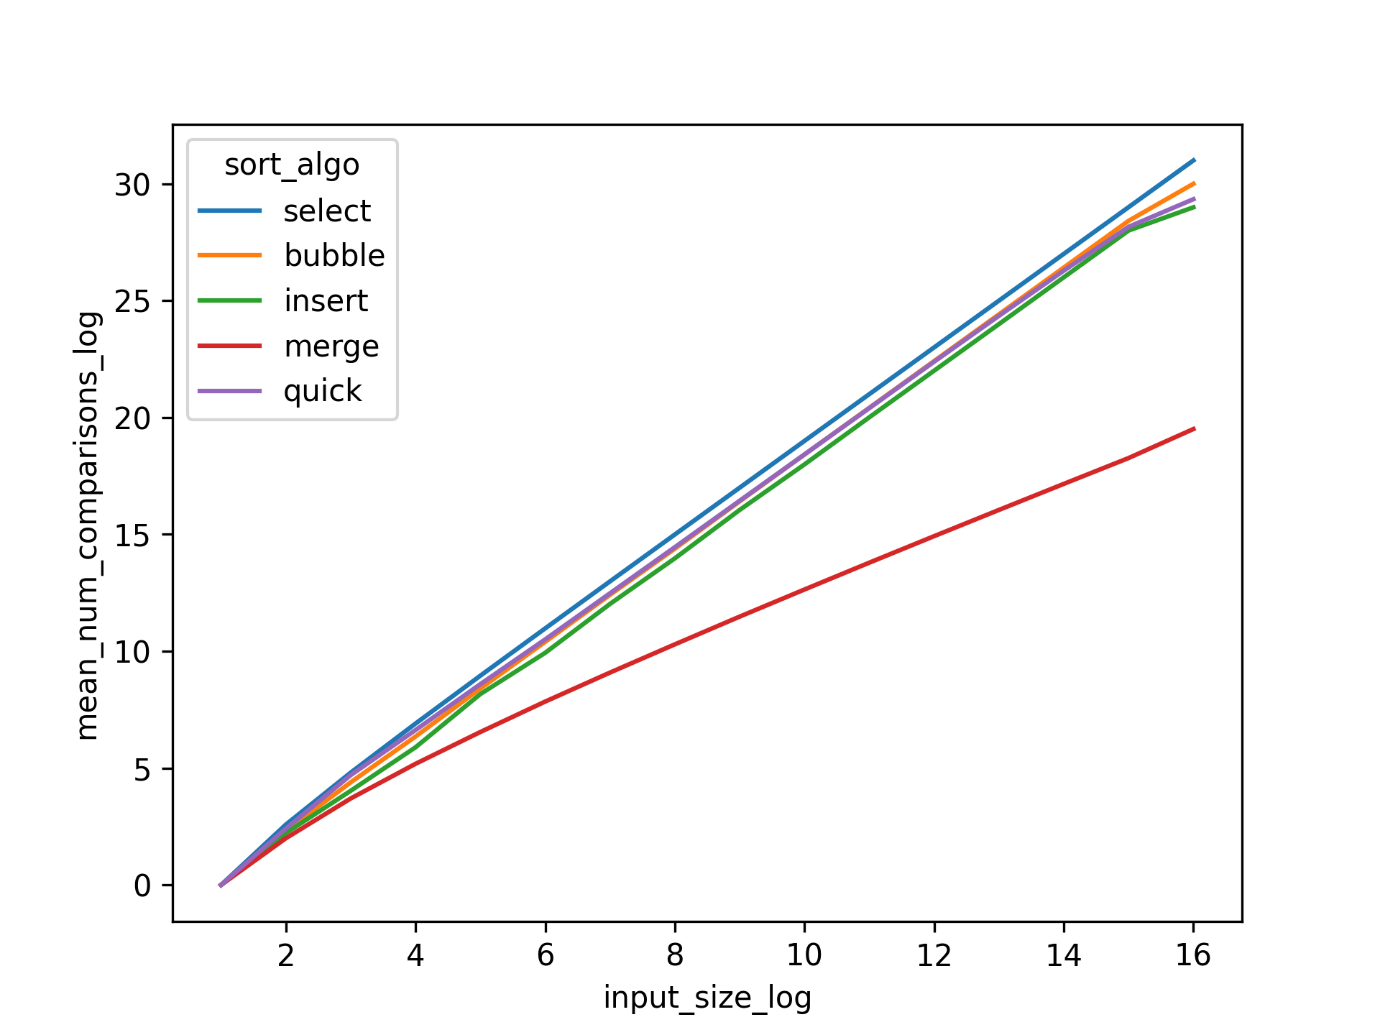 sort_algo
select
bubble
insert
merge
quick
mean_num_comparisons_log
30
25
20
15
10
5
0
2 4 6 8 10 12 14 16
input_size_log